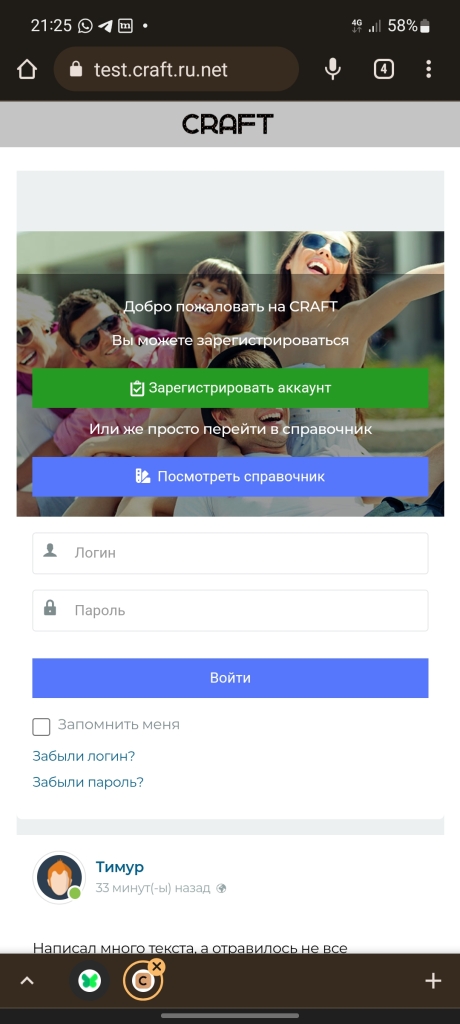 21:25 m • 4G 58%
test.craft.ru.net 4
CRAFT
Добро пожаловать на CRAFT
Вы можете зарегистрироваться
Зарегистрировать аккаунт
Или же просто перейти в справочник
Посмотреть справочник
Логин
Пароль
Войти
Запомнить меня
Забыли логин?
Забыли пароль?
Тимур
33 минут(-ы) назад
Написал много текста, а отравилось не все
C